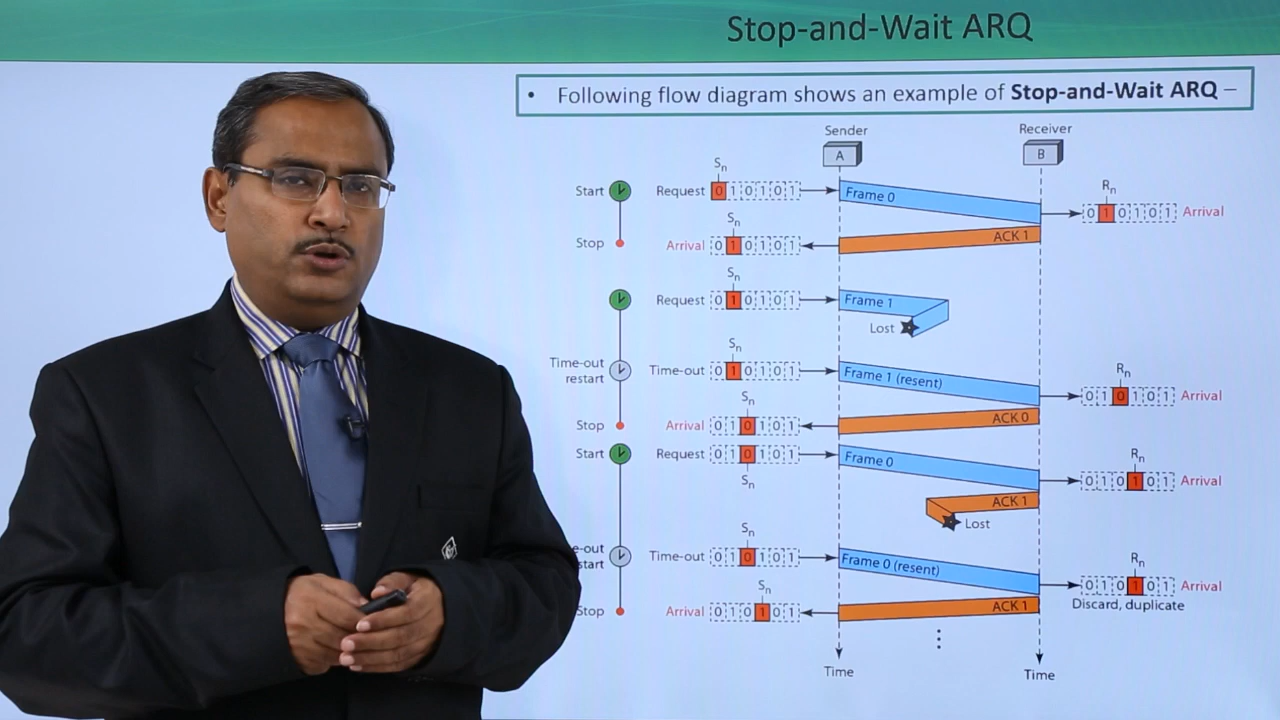 Stop-and-Wait ARQ
• Following flow diagram shows an example of Stop-and-Wait ARQ –
Sender Receiver
A B
Sn Rn
Start Request 0 1 0 1 0 1 Frame 0 0 1 0 1 0 1 Arrival
Sn
Stop Arrival 0 1 0 1 0 1 ACK 1
Sn
Request 0 1 0 1 0 1 Frame 1
Lost
Sn Rn
Time-out restart Time-out 0 1 0 1 0 1 Frame 1 (resent) 0 1 0 1 0 1 Arrival
Sn
Stop Arrival 0 1 0 1 0 1 ACK 0
Start Request 0 1 0 1 0 1 Frame 0
Sn Rn
0 1 0 1 0 1 Arrival
ACK 1
Lost
Sn Rn
e-out start Time-out 0 1 0 1 0 1 Frame 0 (resent) 0 1 0 1 0 1 Arrival
Sn Discard, duplicate
Stop Arrival 0 1 0 1 0 1 ACK 1
Time Time